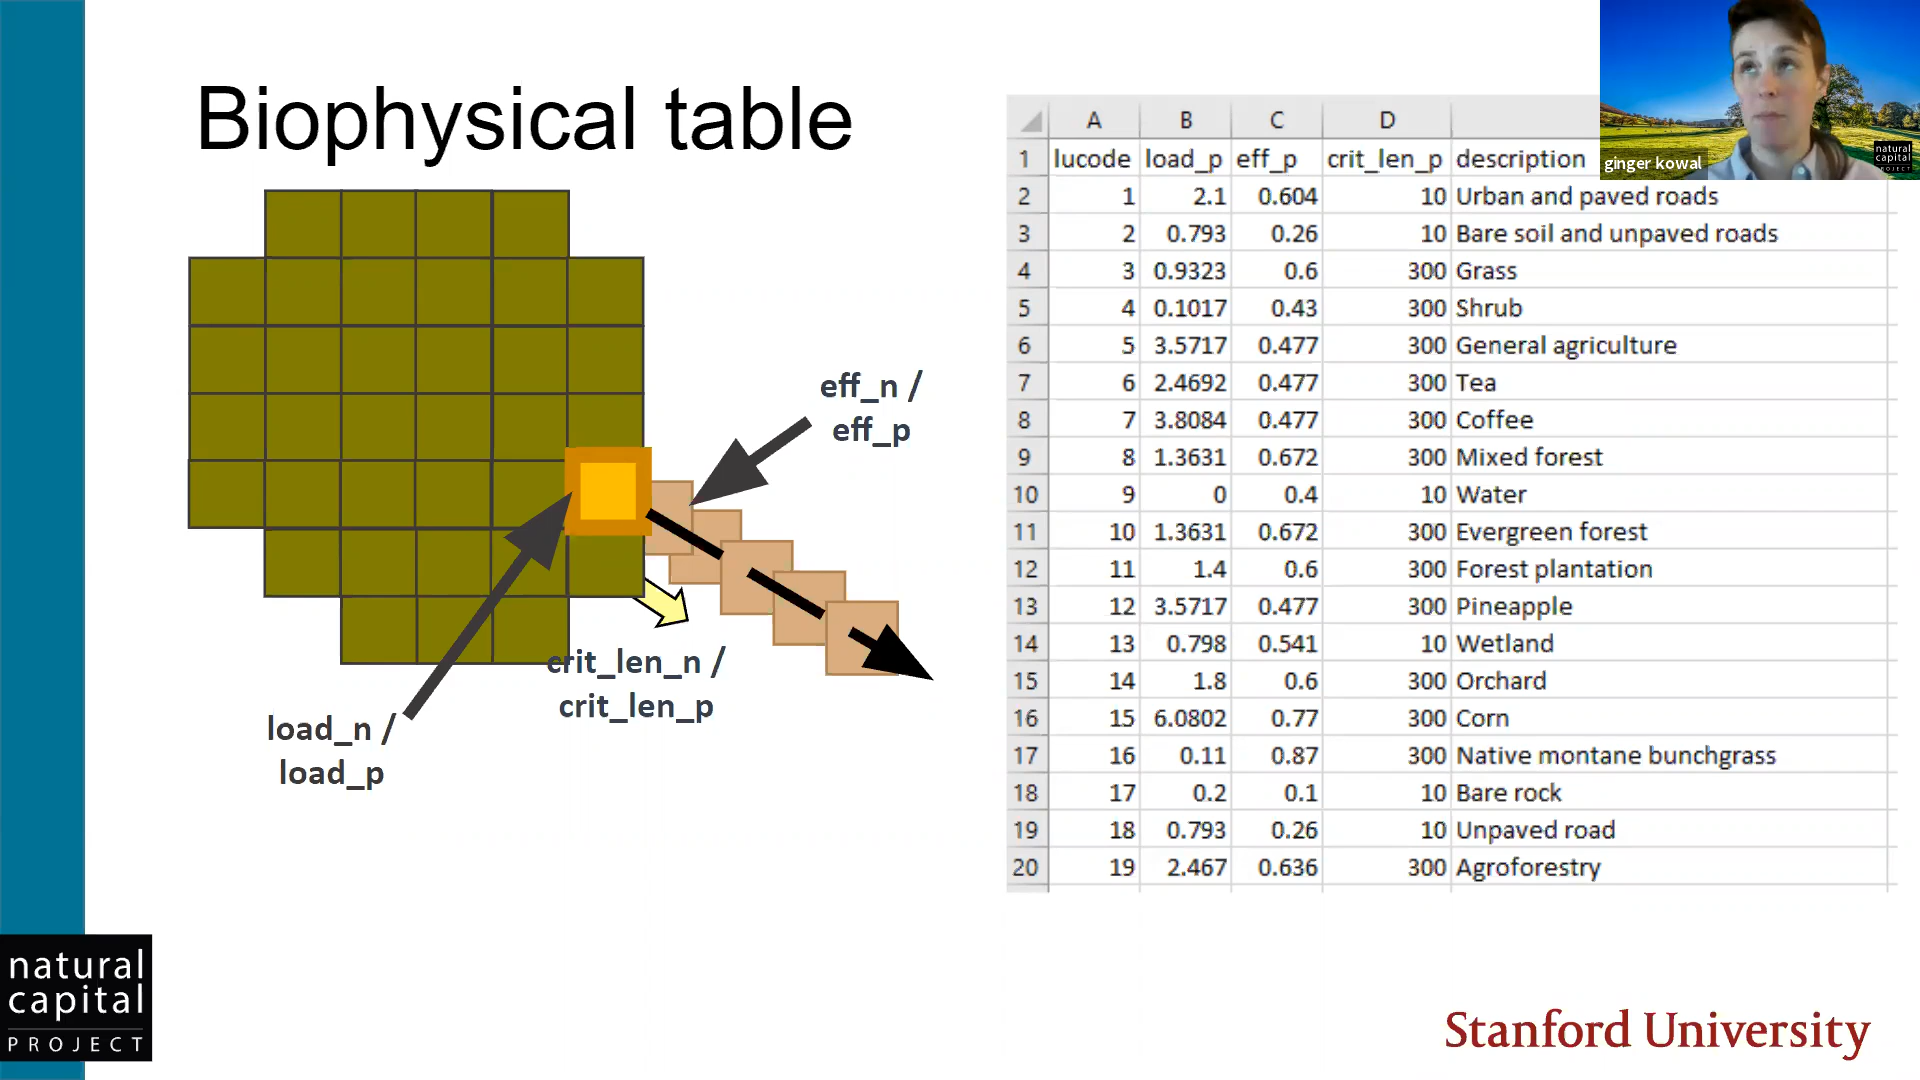 Biophysical table
eff_n /
eff_p
crit_len_n /
crit_len_p
load_n /
load_p
A B C D
1 lucode load_p eff_p crit_len_p description
2 1 2.1 0.604 10 Urban and paved roads
3 2 0.793 0.26 10 Bare soil and unpaved roads
4 3 0.9323 0.6 300 Grass
5 4 0.1017 0.43 300 Shrub
6 5 3.5717 0.477 300 General agriculture
7 6 2.4692 0.477 300 Tea
8 7 3.8084 0.477 300 Coffee
9 8 1.3631 0.672 300 Mixed forest
10 9 0 0.4 10 Water
11 10 1.3631 0.672 300 Evergreen forest
12 11 1.4 0.6 300 Forest plantation
13 12 3.5717 0.477 300 Pineapple
14 13 0.798 0.541 10 Wetland
15 14 1.8 0.6 300 Orchard
16 15 6.0802 0.77 300 Corn
17 16 0.11 0.87 300 Native montane bunchgrass
18 17 0.2 0.1 10 Bare rock
19 18 0.793 0.26 10 Unpaved road
20 19 2.467 0.636 300 Agroforestry
ginger kowal
natural
capital
PROJECT
natural
capital
PROJECT
Stanford University